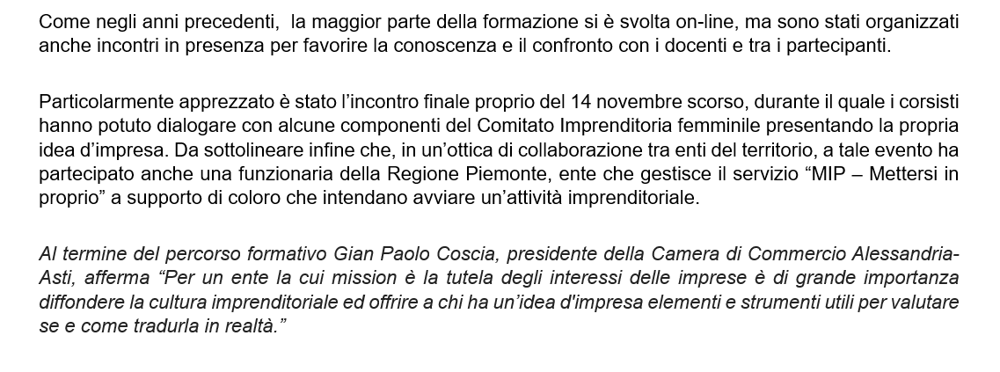 Come negli anni precedenti,  la maggior parte della formazione si è svolta on-line, ma sono stati organizzati
anche incontri in presenza per favorire la conoscenza e il confronto con i docenti e tra i partecipanti.
Particolarmente apprezzato è stato l’incontro finale proprio del 14 novembre scorso, durante il quale i corsisti
hanno potuto dialogare con alcune componenti del Comitato Imprenditoria femminile presentando la propria
idea d’impresa. Da sottolineare infine che, in un’ottica di collaborazione tra enti del territorio, a tale evento ha
partecipato anche una funzionaria della Regione Piemonte, ente che gestisce il servizio “MIP – Mettersi in
proprio” a supporto di coloro che intendano avviare un’attività imprenditoriale.
Al termine del percorso formativo Gian Paolo Coscia, presidente della Camera di Commercio Alessandria-
Asti, afferma “Per un ente la cui mission è la tutela degli interessi delle imprese è di grande importanza
diffondere la cultura imprenditoriale ed offrire a chi ha un’idea d'impresa elementi e strumenti utili per valutare
se e come tradurla in realtà.”